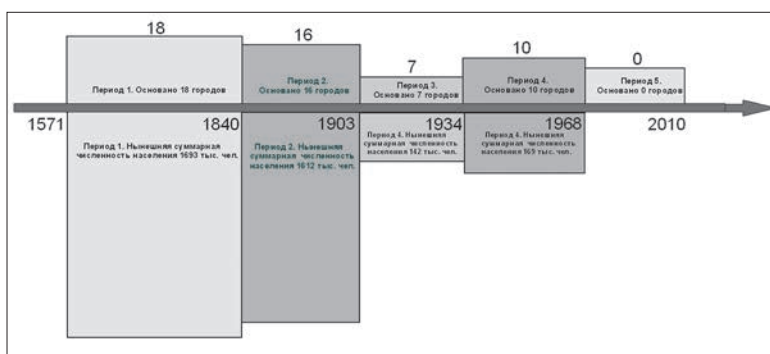 18
16
7
10
0
Период 1. Основано 18 городов
Период 2.
Основано 16 городов
Период 3.
Основано 7 городов
Период 4.
Основано 10 городов
Период 5.
Основано 0 городов
1571
1840
1903
1934
1968
2010
Период 1. Нынешняя суммарная
численность населения 1693 тыс. чел.
Период 2. Нынешняя
суммарная численность
населения 1612 тыс. чел.
Период 4. Нынешняя
суммарная численность
населения 142 тыс. чел.
Период 4. Нынешняя
суммарная численность
населения 169 тыс. чел.